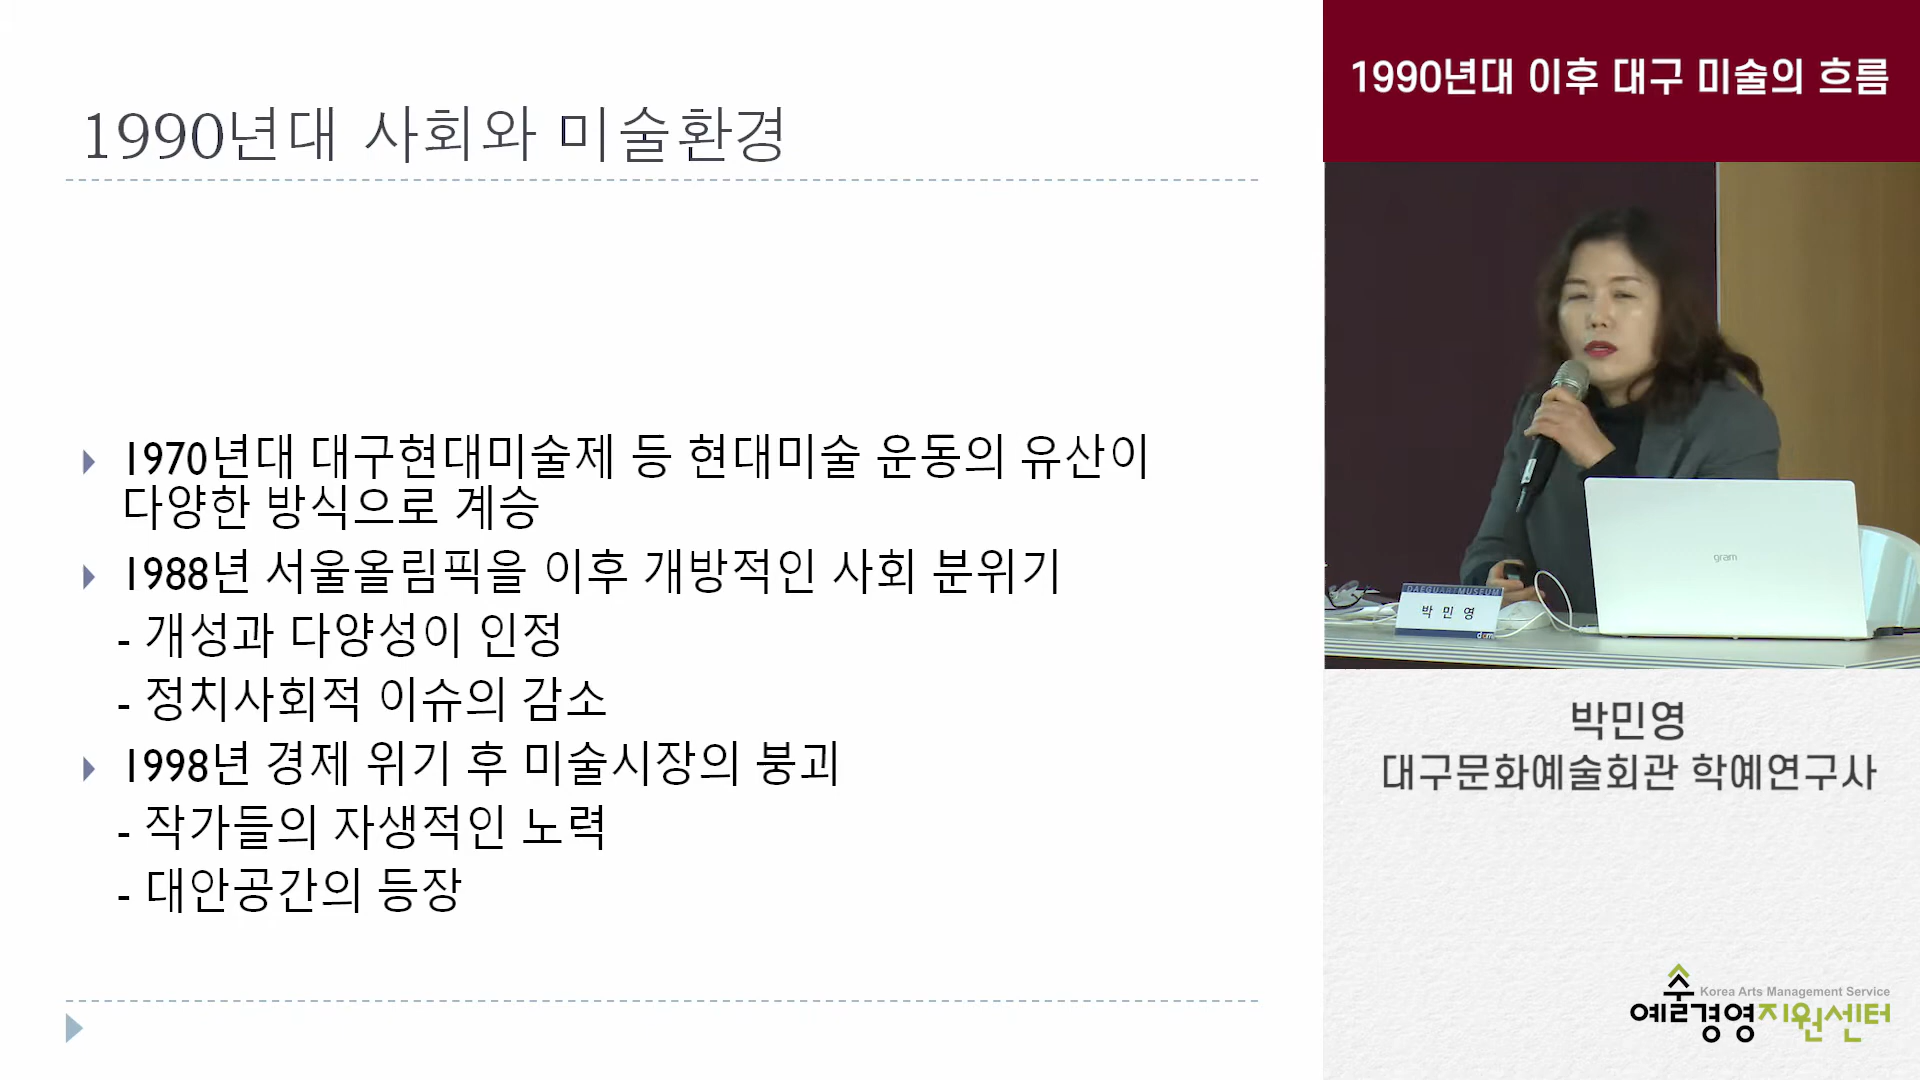 1990년대 사회와 미술환경
1970년대 대구현대미술제 등 현대미술 운동의 유산이
다양한 방식으로 계승
1988년 서울올림픽을 이후 개방적인 사회 분위기
- 개성과 다양성이 인정
- 정치사회적 이슈의 감소
1998년 경제 위기 후 미술시장의 붕괴
- 작가들의 자생적인 노력
- 대안공간의 등장
1990년대 이후 대구 미술의 흐름
gram
DAEGU ART MUSEUM
박 민 영
박민영
대구문화예술회관 학예연구사
Korea Arts Management Service
예술경영지원센터